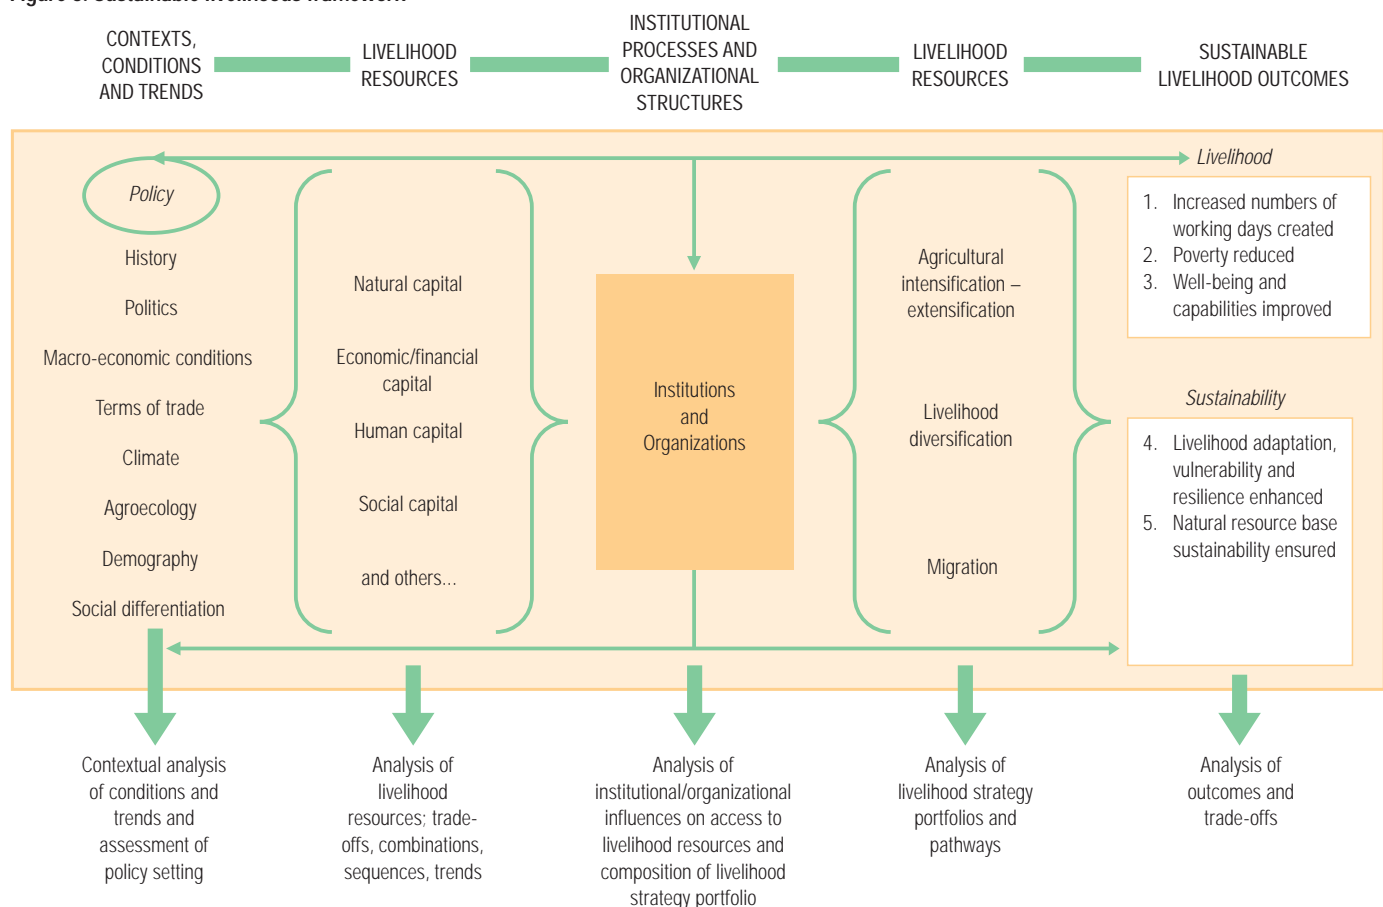 Figure 3. Sustainable livelihoods framework
CONTEXTS,
CONDITIONS
AND TRENDS
LIVELIHOOD
RESOURCES
INSTITUTIONAL
PROCESSES AND
ORGANIZATIONAL
STRUCTURES
LIVELIHOOD
RESOURCES
SUSTAINABLE
LIVELIHOOD OUTCOMES
Policy
History
Politics
Macro-economic conditions
Terms of trade
Climate
Agroecology
Demography
Social differentiation
Natural capital
Economic/financial
capital
Human capital
Social capital
and others...
Institutions
and
Organizations
Agricultural
intensification –
extensification
Livelihood
diversification
Migration
Livelihood
1. Increased numbers of
working days created
2. Poverty reduced
3. Well-being and
capabilities improved
Sustainability
4. Livelihood adaptation,
vulnerability and
resilience enhanced
5. Natural resource base
sustainability ensured
Contextual analysis
of conditions and
trends and
assessment of
policy setting
Analysis of
livelihood
resources; trade-
offs, combinations,
sequences, trends
Analysis of
institutional/organizational
influences on access to
livelihood resources and
composition of livelihood
strategy portfolio
Analysis of
livelihood strategy
portfolios and
pathways
Analysis of
outcomes and
trade-offs